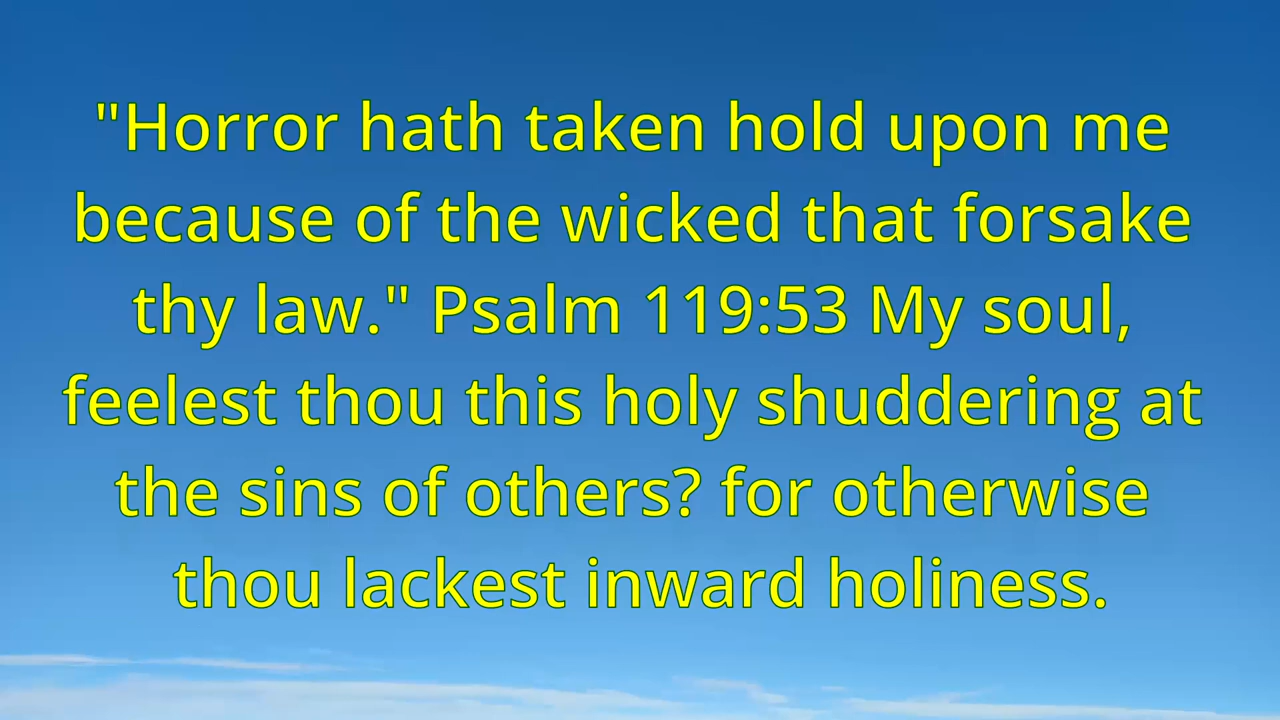 "Horror hath taken hold upon me
because of the wicked that forsake
thy law." Psalm 119:53 My soul,
feelest thou this holy shuddering at
the sins of others? for otherwise
thou lackest inward holiness.